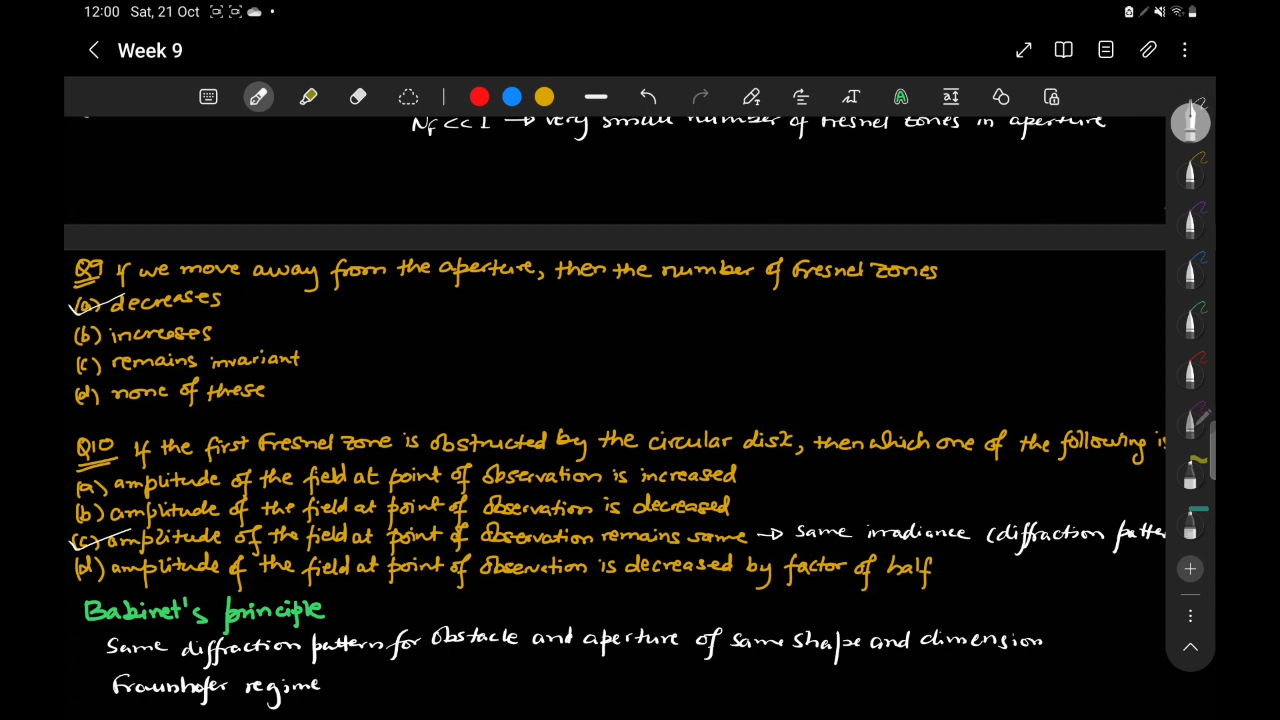 12:00 Sat, 21 Oct
Week 9
Nf << 1 → very small number of Fresnel zones in aperture
Q9 If we move away from the aperture, then the number of Fresnel zones
(a) decreases
(b) increases
(c) remains invariant
(d) none of these
Q10 If the first Fresnel zone is obstructed by the circular disk, then which one of the following is
(a) amplitude of the field at point of observation is increased
(b) amplitude of the field at point of observation is decreased
(c) amplitude of the field at point of observation remains same → same irradiance (diffraction patte
(d) amplitude of the field at point of observation is decreased by factor of half
Babinet's principle
Same diffraction pattern for obstacle and aperture of same shape and dimension
Fraunhofer regime